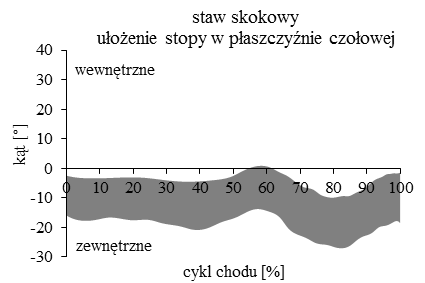 staw skokowy
ułożenie stopy w płaszczyźnie czołowej
40
wewnętrzne
30
20
10
kąt [°]
0
0 10 20 30 40 50 60 70 80 90 100
-10
-20
zewnętrzne
-30
cykl chodu [%]